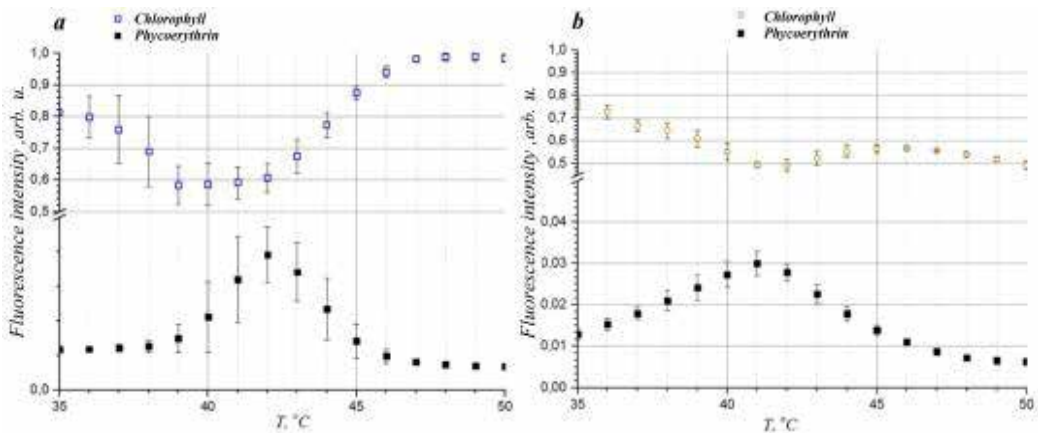 a
Chlorophyll
Phycoerythrin
Fluorescence intensity ,arb. u.
1,0
0,9
0,8
0,7
0,6
0,5
0,0
35
40
45
50
T, °C
b
Chlorophyll
Phycoerythrin
Fluorescence intensity, arb. u.
1,0
0,9
0,8
0,7
0,6
0,5
0,04
0,03
0,02
0,01
0,00
35
40
45
50
T, °C